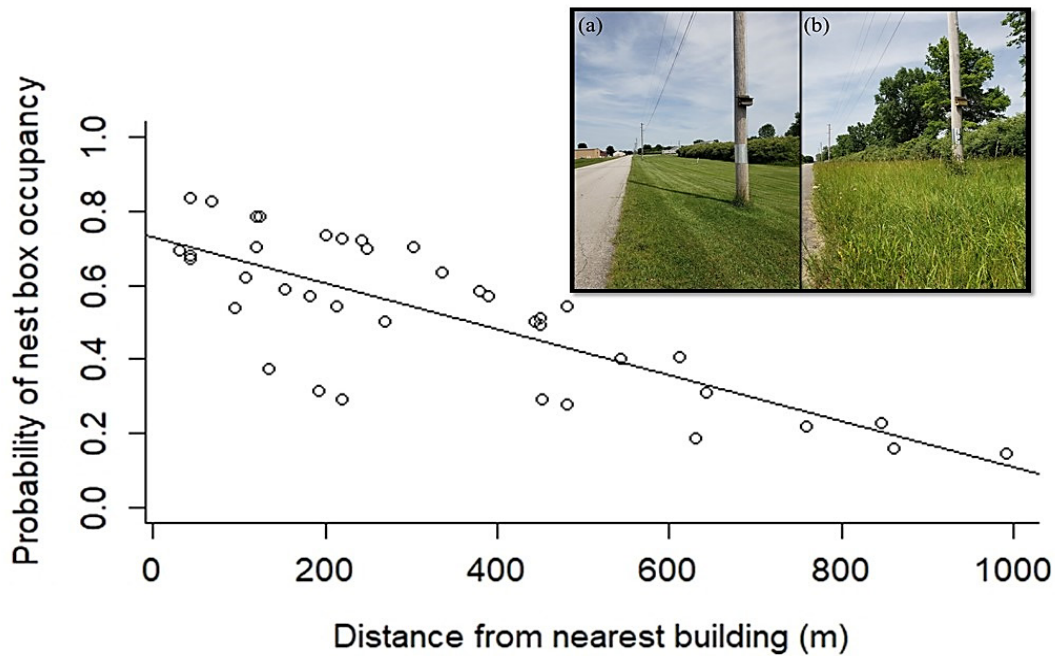 (a)
(b)
Probability of nest box occupancy
1.0
0.8
0.6
0.4
0.2
0.0
0 200 400 600 800 1000
Distance from nearest building (m)